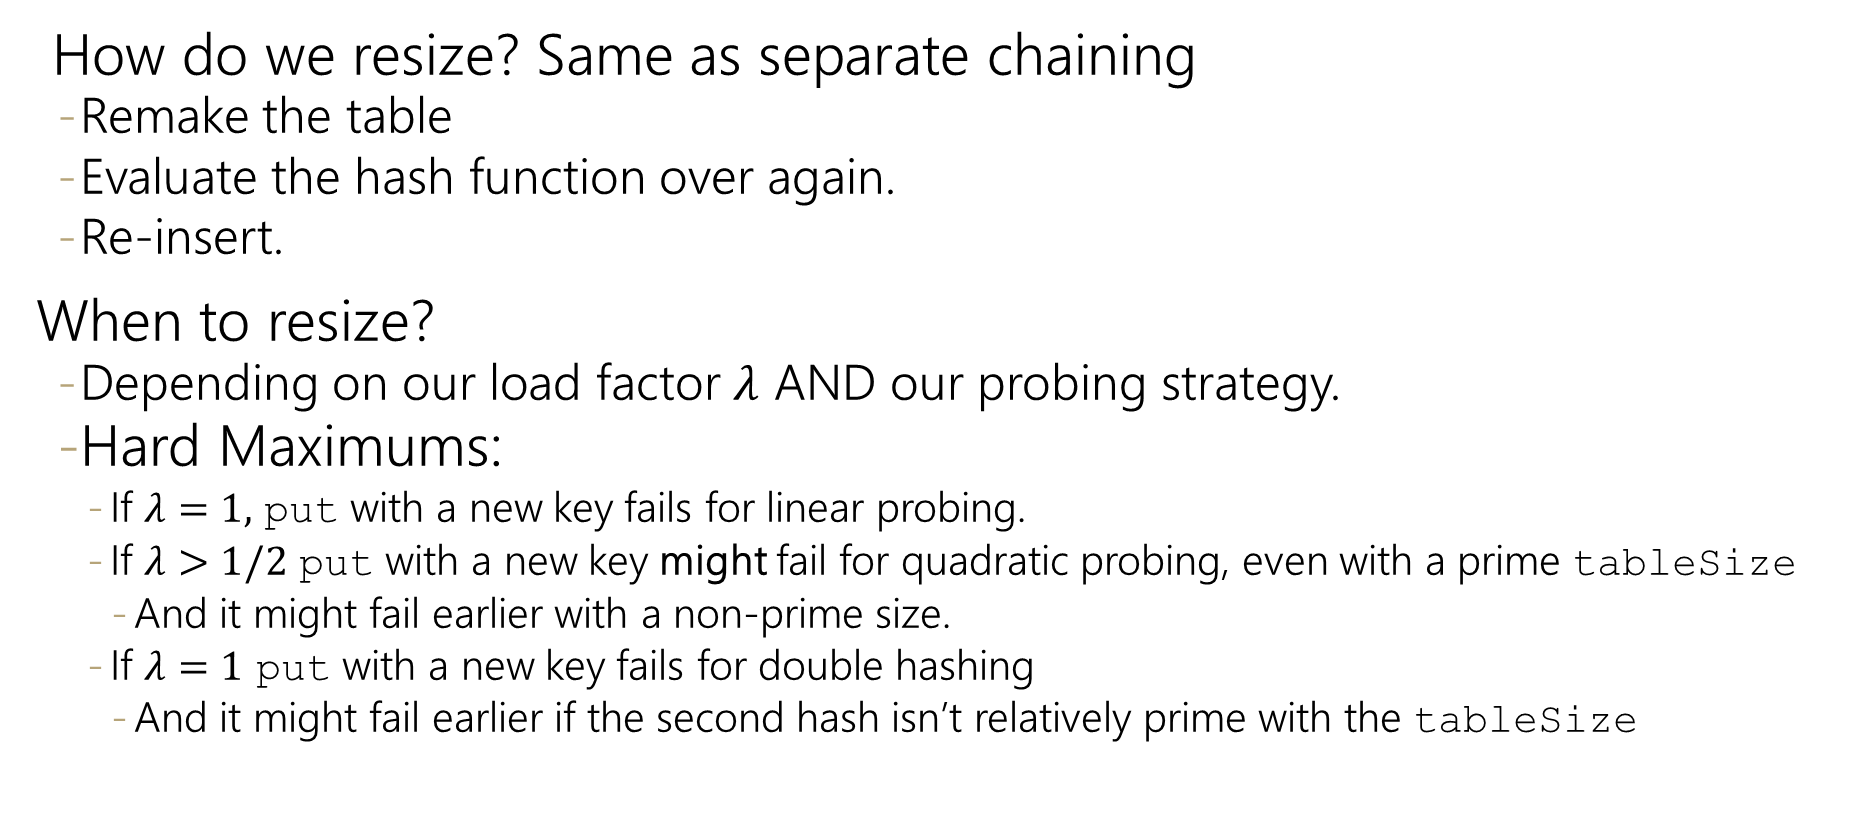 How do we resize? Same as separate chaining
-Remake the table
-Evaluate the hash function over again.
-Re-insert.
When to resize?
-Depending on our load factor λ AND our probing strategy.
-Hard Maximums:
-If λ = 1, put with a new key fails for linear probing.
-If λ > 1/2 put with a new key might fail for quadratic probing, even with a prime tableSize
-And it might fail earlier with a non-prime size.
-If λ = 1 put with a new key fails for double hashing
-And it might fail earlier if the second hash isn't relatively prime with the tableSize